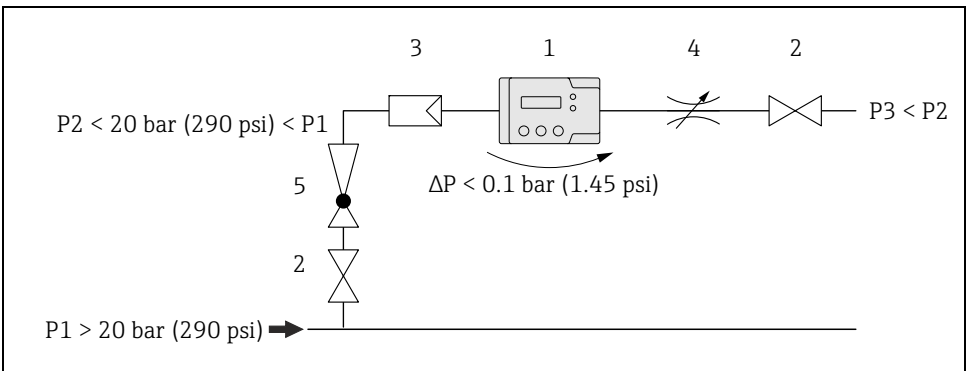 3 1 4 2
P2 < 20 bar (290 psi) < P1
P3 < P2
5
ΔP < 0.1 bar (1.45 psi)
2
P1 > 20 bar (290 psi)